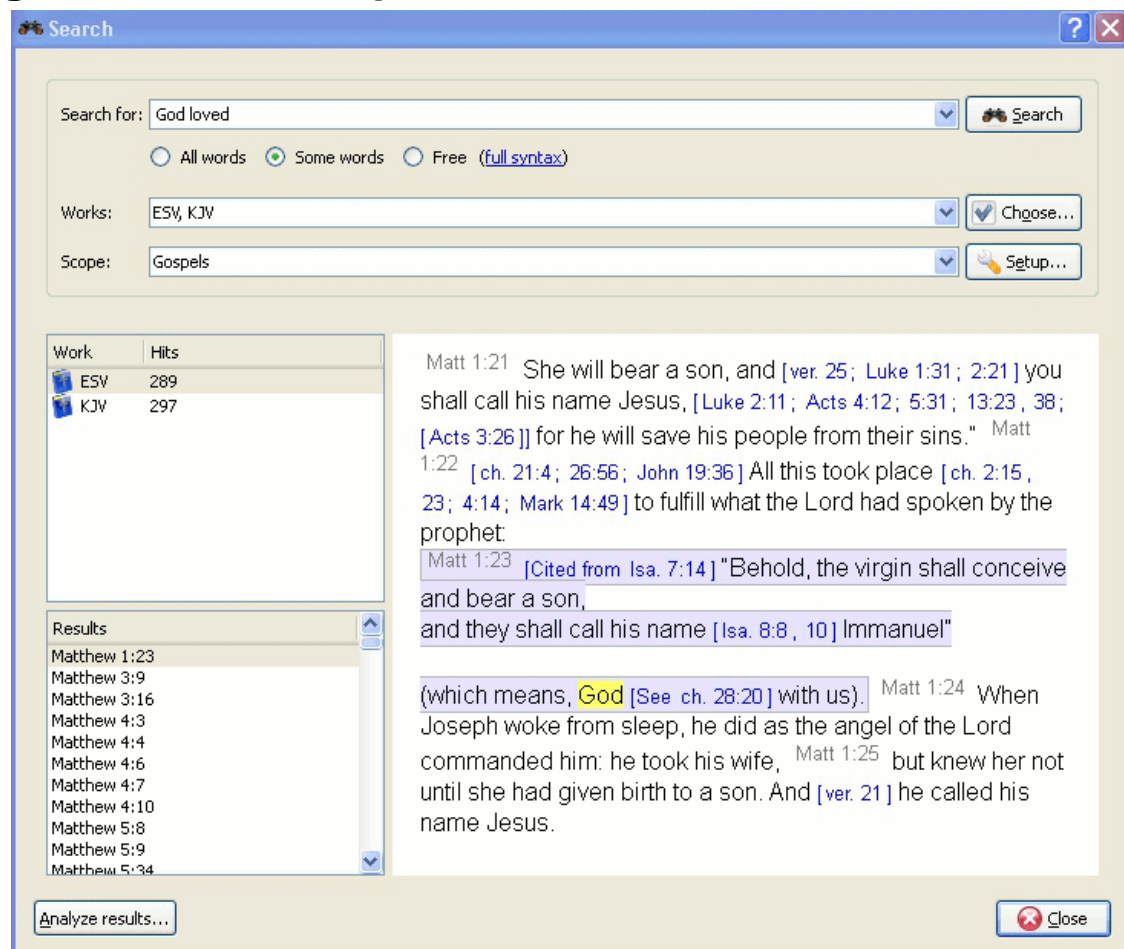 Search
Search for: God loved Search
All words Some words Free (full syntax)
Works: ESV, KJV Choose...
Scope: Gospels Setup...
Work Hits
ESV 289
KJV 297
Results
Matthew 1:23
Matthew 3:9
Matthew 3:16
Matthew 4:3
Matthew 4:4
Matthew 4:6
Matthew 4:7
Matthew 4:10
Matthew 5:8
Matthew 5:9
Matthew 5:34
Matt 1:21 She will bear a son, and [ver. 25; Luke 1:31; 2:21] you
shall call his name Jesus, [Luke 2:11; Acts 4:12; 5:31; 13:23, 38;
[Acts 3:26]] for he will save his people from their sins." Matt
1:22 [ch. 21:4; 26:56; John 19:36] All this took place [ch. 2:15,
23; 4:14; Mark 14:49] to fulfill what the Lord had spoken by the
prophet:
Matt 1:23 [Cited from Isa. 7:14] "Behold, the virgin shall conceive
and bear a son,
and they shall call his name [Isa. 8:8, 10] Immanuel"
(which means, God [See ch. 28:20] with us). Matt 1:24 When
Joseph woke from sleep, he did as the angel of the Lord
commanded him: he took his wife, Matt 1:25 but knew her not
until she had given birth to a son. And [ver. 21] he called his
name Jesus.
Analyze results... Close